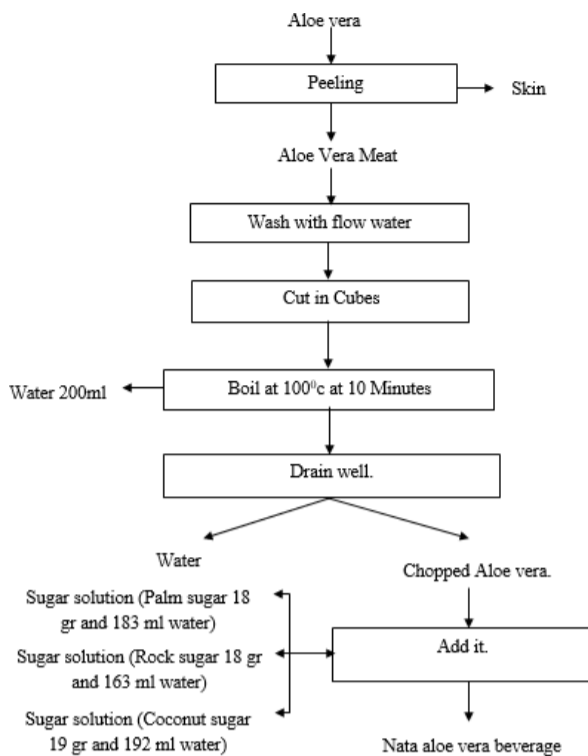 Aloe vera
Peeling
Skin
Aloe Vera Meat
Wash with flow water
Cut in Cubes
Water 200ml
Boil at 100⁰c at 10 Minutes
Drain well.
Water
Chopped Aloe vera.
Sugar solution (Palm sugar 18
gr and 183 ml water)
Sugar solution (Rock sugar 18 gr
and 163 ml water)
Sugar solution (Coconut sugar
19 gr and 192 ml water)
Add it.
Nata aloe vera beverage